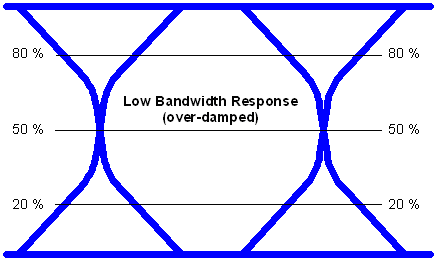 80 % 80 %
Low Bandwidth Response
(over-damped)
50 % 50 %
20 % 20 %